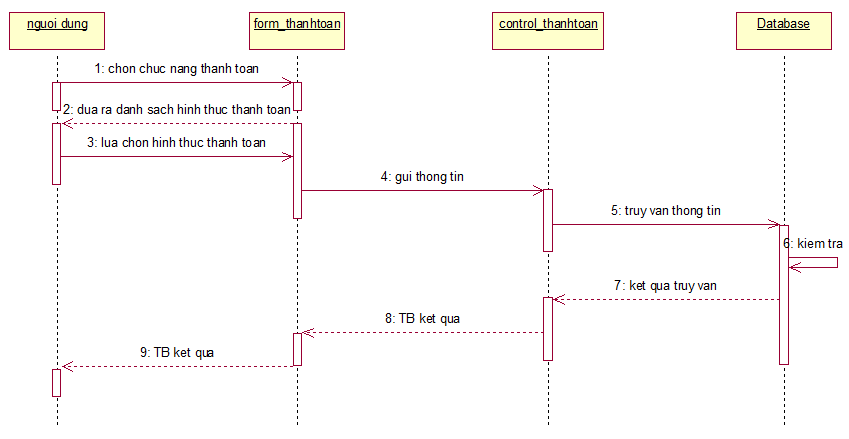 nguoi dung
form_thanhtoan
control_thanhtoan
Database
1: chon chuc nang thanh toan
2: dua ra danh sach hinh thuc thanh toan
3: lua chon hinh thuc thanh toan
4: gui thong tin
5: truy van thong tin
6: kiem tra
7: ket qua truy van
8: TB ket qua
9: TB ket qua